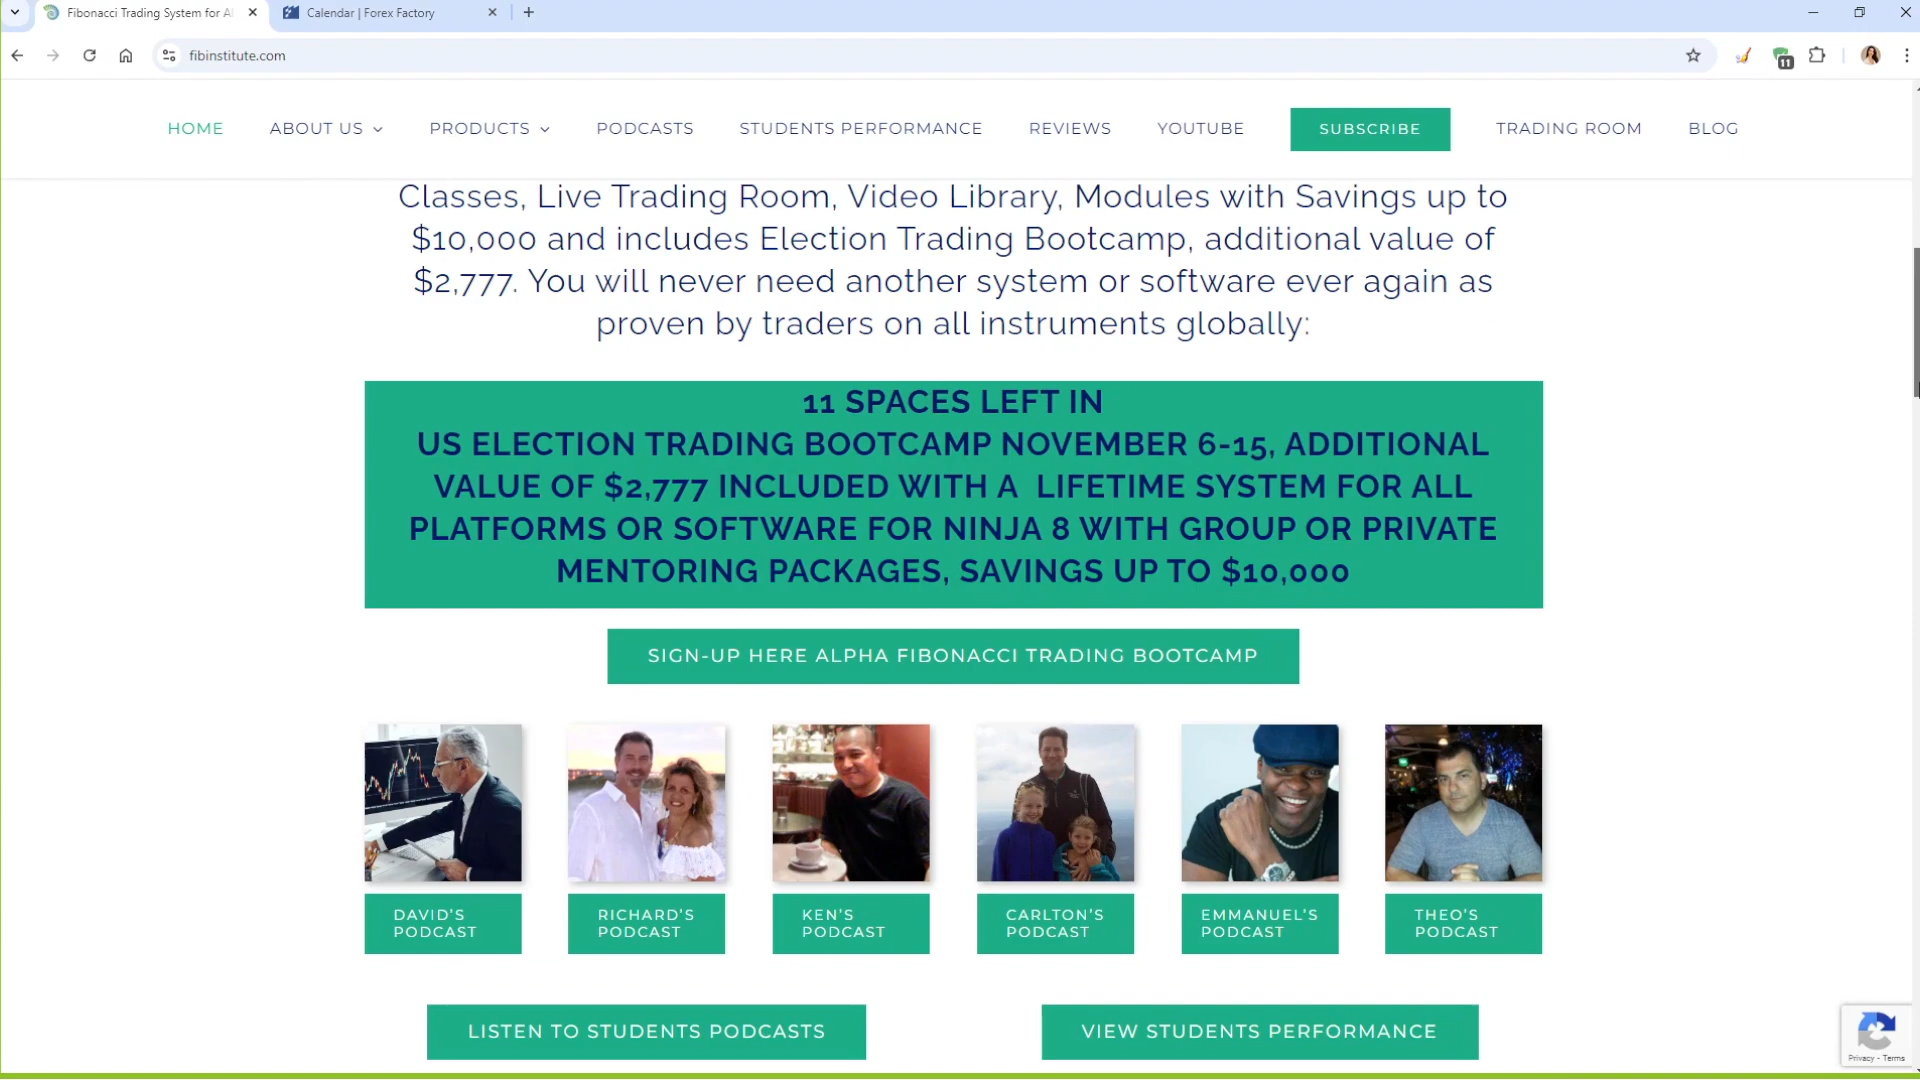 Fibonacci Trading System for Al
Calendar | Forex Factory
fibinstitute.com
11
HOME ABOUT US PRODUCTS PODCASTS STUDENTS PERFORMANCE REVIEWS YOUTUBE SUBSCRIBE TRADING ROOM BLOG
Classes, Live Trading Room, Video Library, Modules with Savings up to
$10,000 and includes Election Trading Bootcamp, additional value of
$2,777. You will never need another system or software ever again as
proven by traders on all instruments globally:
11 SPACES LEFT IN
US ELECTION TRADING BOOTCAMP NOVEMBER 6-15, ADDITIONAL
VALUE OF $2,777 INCLUDED WITH A LIFETIME SYSTEM FOR ALL
PLATFORMS OR SOFTWARE FOR NINJA 8 WITH GROUP OR PRIVATE
MENTORING PACKAGES, SAVINGS UP TO $10,000
SIGN-UP HERE ALPHA FIBONACCI TRADING BOOTCAMP
DAVID'S
PODCAST
RICHARD'S
PODCAST
KEN'S
PODCAST
CARLTON'S
PODCAST
EMMANUEL'S
PODCAST
THEO'S
PODCAST
LISTEN TO STUDENTS PODCASTS
VIEW STUDENTS PERFORMANCE
Privacy - Terms